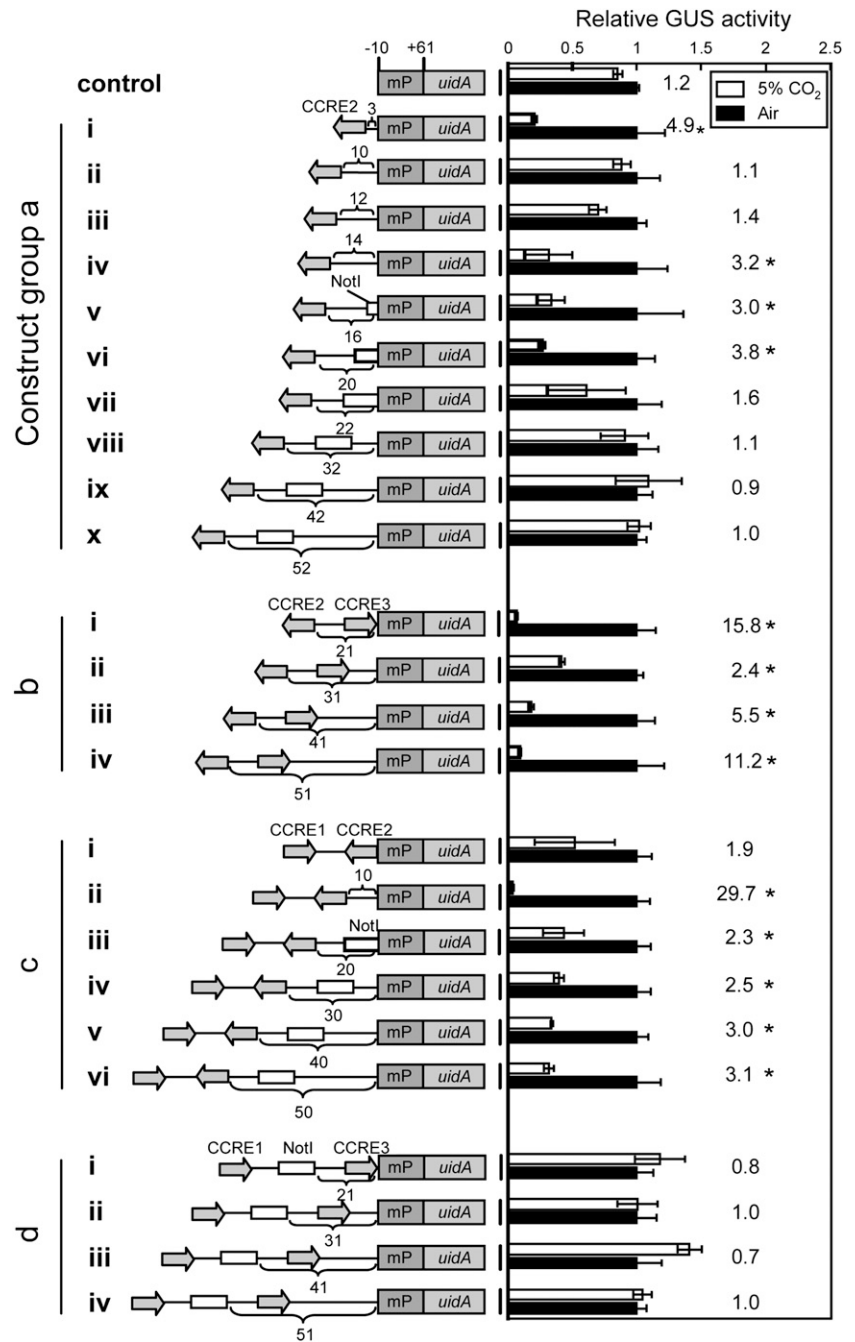 Relative GUS activity
-10 +61 0 0.5 1 1.5 2 2.5
control mP uidA 1.2
5% CO2
Air
CCRE2 3
i mP uidA 4.9*
10
ii mP uidA 1.1
12
iii mP uidA 1.4
14
iv mP uidA 3.2 *
NotI
v mP uidA 3.0 *
16
vi mP uidA 3.8 *
20
vii mP uidA 1.6
22
viii mP uidA 1.1
32
ix mP uidA 0.9
42
x mP uidA 1.0
52
Construct group a
CCRE2 CCRE3
i mP uidA 15.8 *
21
ii mP uidA 2.4 *
31
iii mP uidA 5.5 *
41
iv mP uidA 11.2 *
51
b
CCRE1 CCRE2
i mP uidA 1.9
10
ii mP uidA 29.7 *
NotI
iii mP uidA 2.3 *
20
iv mP uidA 2.5 *
30
v mP uidA 3.0 *
40
vi mP uidA 3.1 *
50
c
CCRE1 NotI CCRE3
i mP uidA 0.8
21
ii mP uidA 1.0
31
iii mP uidA 0.7
41
iv mP uidA 1.0
51
d